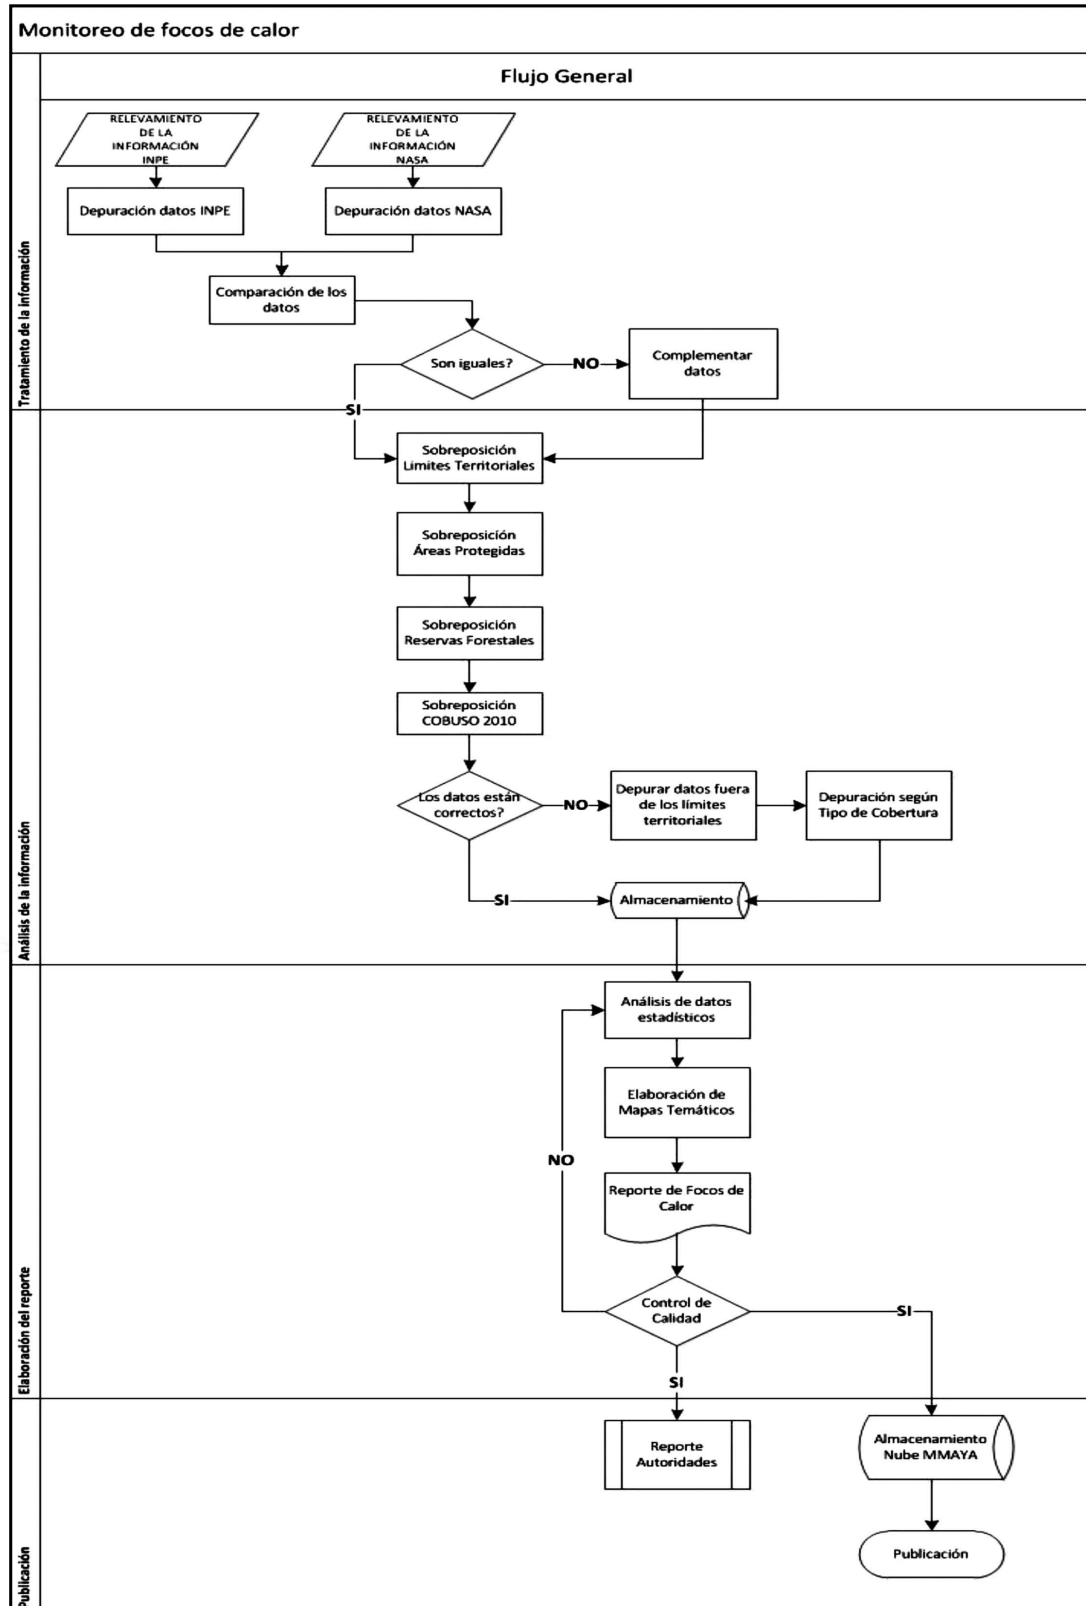 Monitoreo de focos de calor
Flujo General
Tratamiento de la información
RELEVAMIENTO
DE LA
INFORMACIÓN
INPE
RELEVAMIENTO
DE LA
INFORMACIÓN
NASA
Depuración datos INPE
Depuración datos NASA
Comparación de los
datos
Son iguales?
NO
Complementar
datos
SI
Análisis de la información
Sobreposición
Limites Territoriales
Sobreposición
Áreas Protegidas
Sobreposición
Reservas Forestales
Sobreposición
COBUSO 2010
Los datos están
correctos?
NO
Depurar datos fuera
de los límites
territoriales
Depuración según
Tipo de Cobertura
SI
Almacenamiento
Elaboración del reporte
Análisis de datos
estadísticos
Elaboración de
Mapas Temáticos
NO
Reporte de Focos de
Calor
Control de
Calidad
SI
SI
Publicación
Reporte
Autoridades
Almacenamiento
Nube MMAYA
Publicación